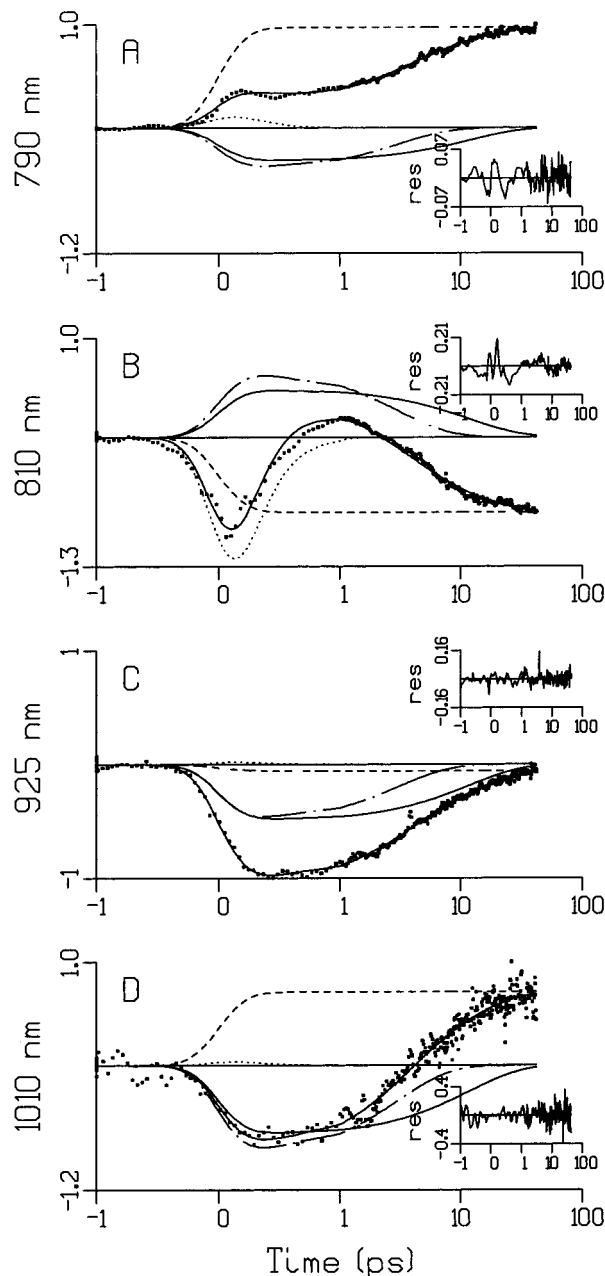 790 nm
1.0
A
-1.2
-1 0 1 10 100
res
0.07
-0.07
-1 0 1 10 100
810 nm
1.0
B
-1.3
-1 0 1 10 100
res
0.21
-0.21
-1 0 1 10 100
925 nm
1
C
-1
-1 0 1 10 100
res
0.16
-0.16
-1 0 1 10 100
1010 nm
1.0
D
-1.2
-1 0 1 10 100
res
0.4
-0.4
-1 0 1 10 100
Time (ps)